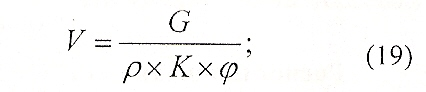 V = G / (ρ × K × φ); (19)